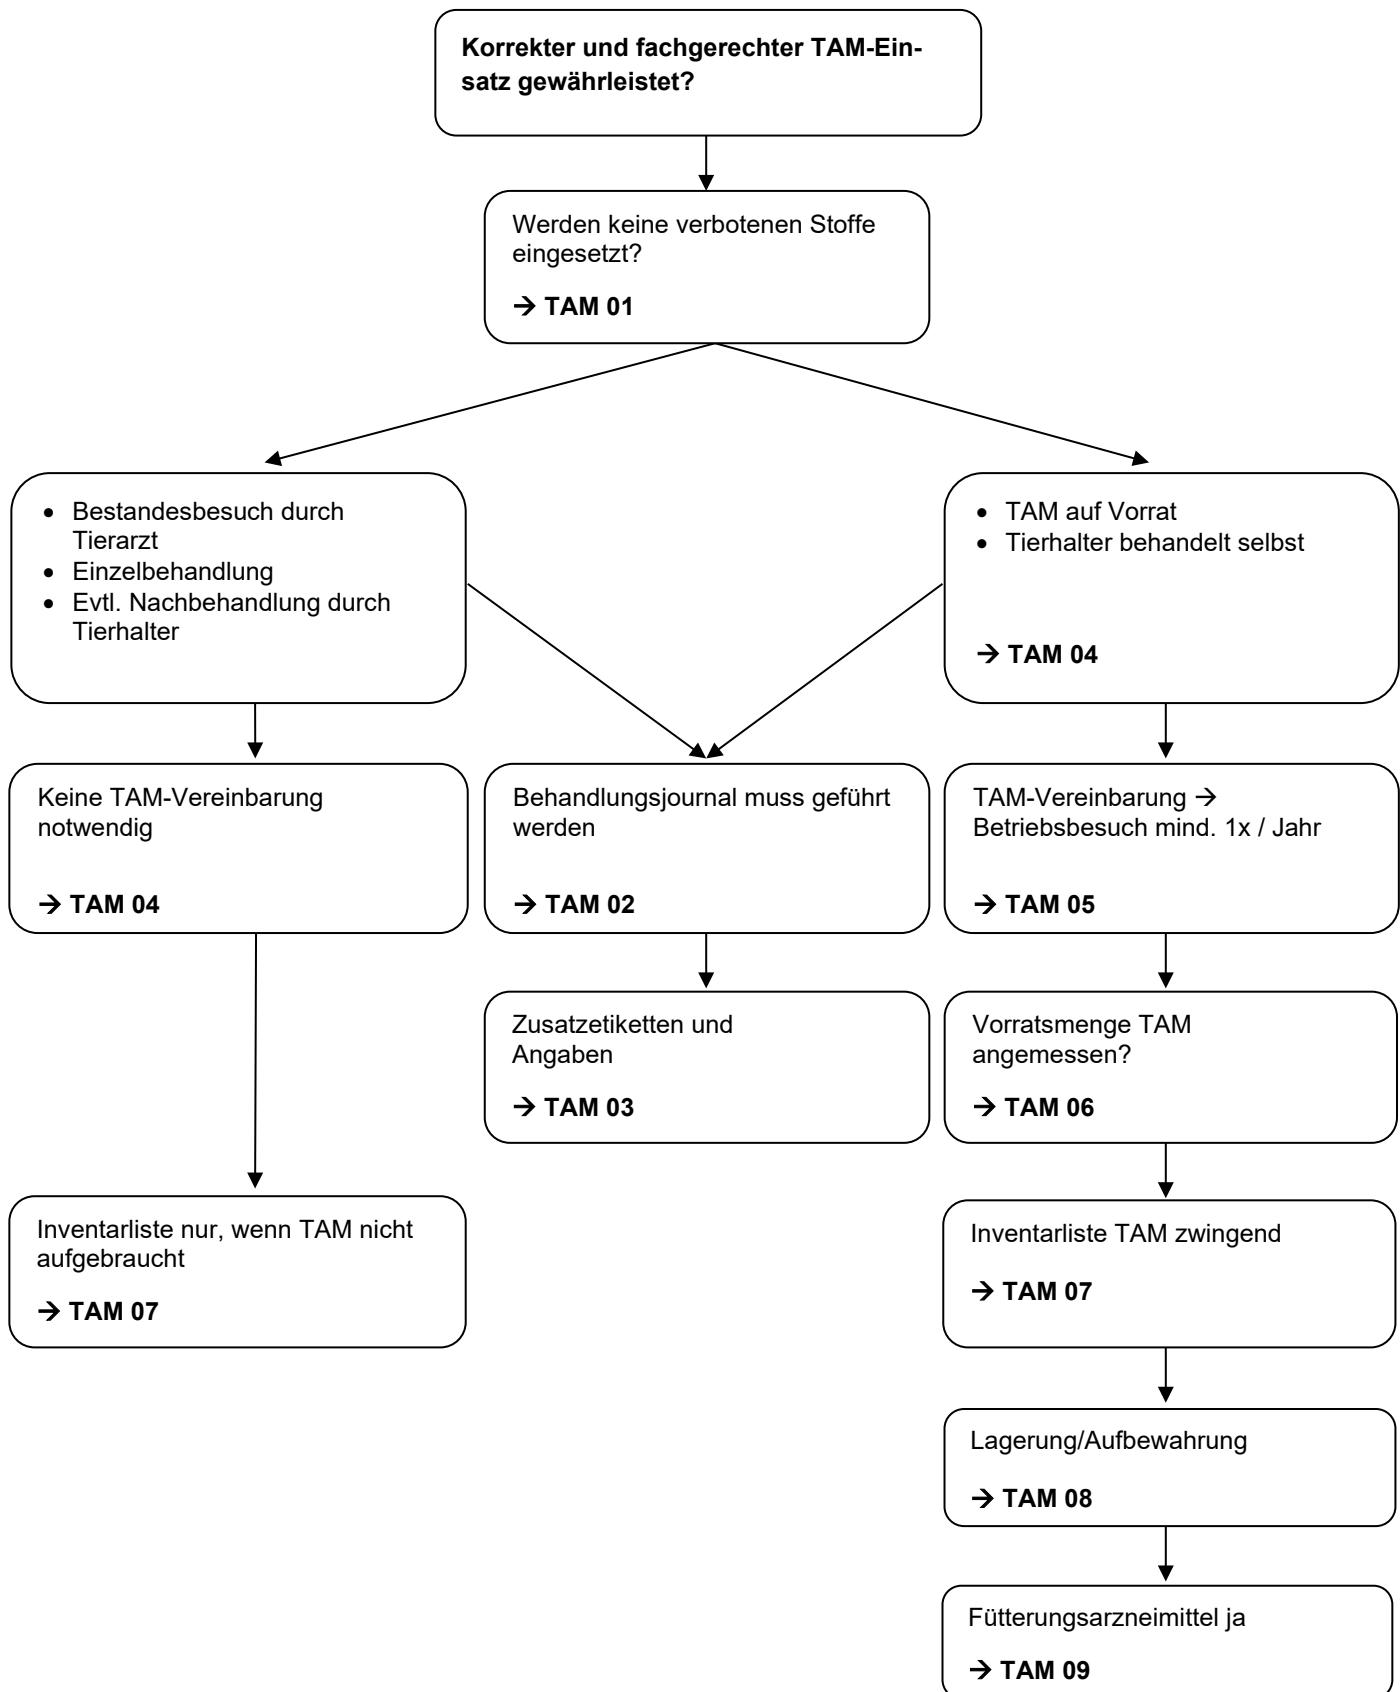 Korrekter und fachgerechter TAM-Ein-
satz gewährleistet?
Werden keine verbotenen Stoffe
eingesetzt?
→ TAM 01
• Bestandesbesuch durch
Tierarzt
• Einzelbehandlung
• Evtl. Nachbehandlung durch
Tierhalter
• TAM auf Vorrat
• Tierhalter behandelt selbst
→ TAM 04
Keine TAM-Vereinbarung
notwendig
→ TAM 04
Behandlungsjournal muss geführt
werden
→ TAM 02
TAM-Vereinbarung →
Betriebsbesuch mind. 1x / Jahr
→ TAM 05
Zusatzetiketten und
Angaben
→ TAM 03
Vorratsmenge TAM
angemessen?
→ TAM 06
Inventarliste nur, wenn TAM nicht
aufgebraucht
→ TAM 07
Inventarliste TAM zwingend
→ TAM 07
Lagerung/Aufbewahrung
→ TAM 08
Fütterungsarzneimittel ja
→ TAM 09